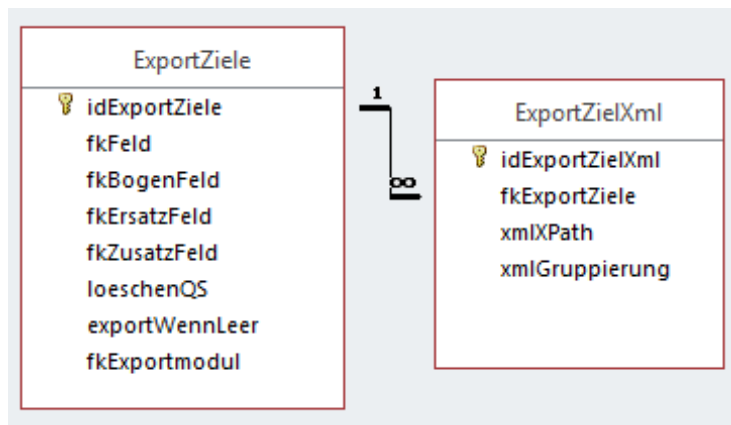 ExportZiele
idExportZiele
fkFeld
fkBogenFeld
fkErsatzFeld
fkZusatzFeld
loeschenQS
exportWennLeer
fkExportmodul
1
∞
ExportZielXml
idExportZielXml
fkExportZiele
xmlXPath
xmlGruppierung